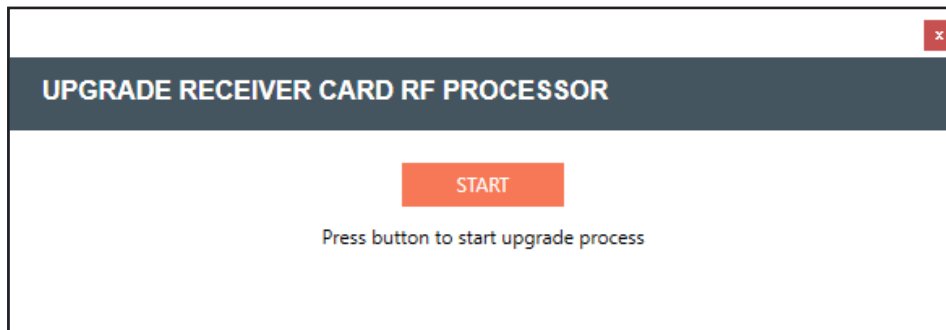 x
UPGRADE RECEIVER CARD RF PROCESSOR
START
Press button to start upgrade process